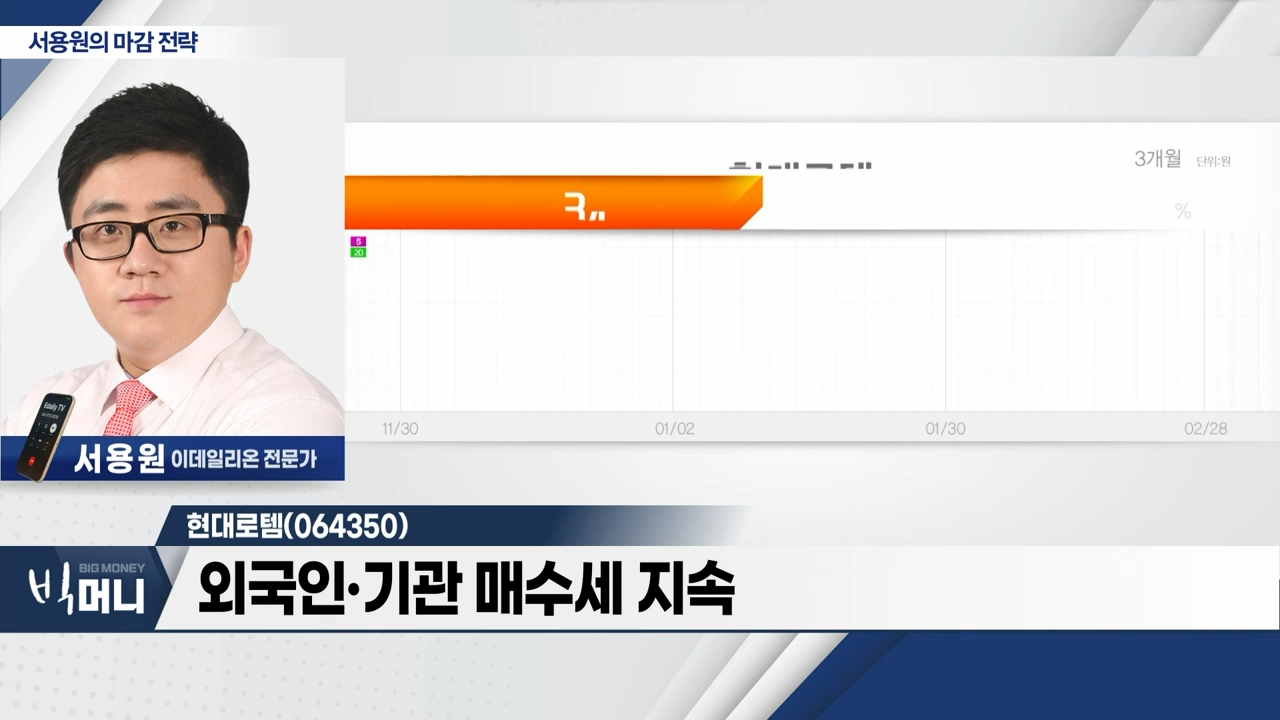 서용원의 마감 전략
3개월 단위:원
%
5
20
11/30 01/02 01/30 02/28
Edaily TV
서용원 이데일리온 전문가
현대로템(064350)
BIG MONEY
빅머니
외국인·기관 매수세 지속